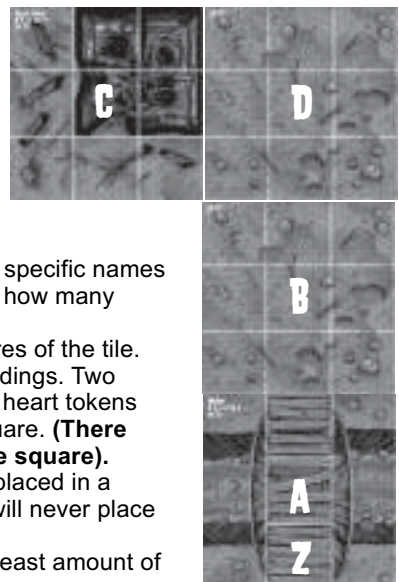 C
D
specific names
how many
B
res of the tile.
dings. Two
heart tokens
uare. (There
e square).
placed in a
will never place
A
Z
east amount of